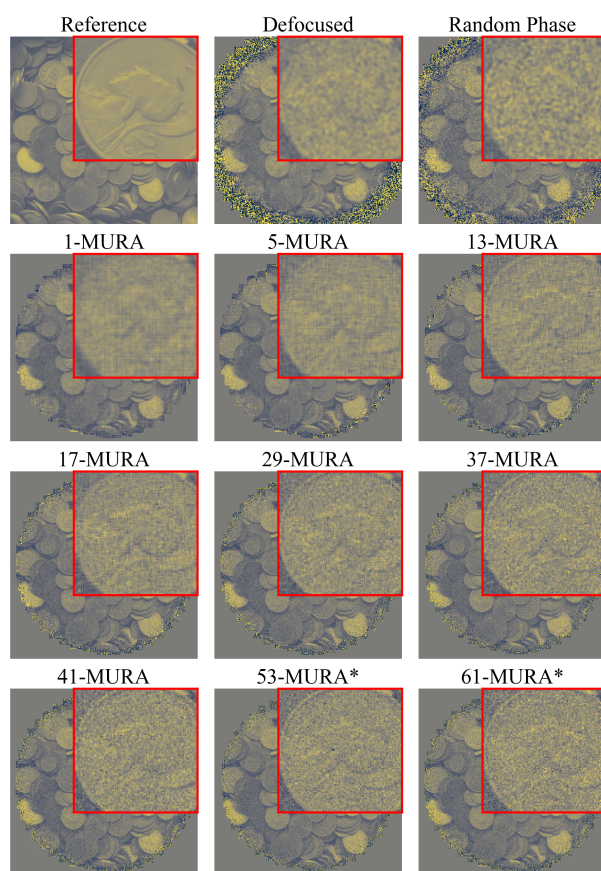 Reference Defocused Random Phase
1-MURA 5-MURA 13-MURA
17-MURA 29-MURA 37-MURA
41-MURA 53-MURA* 61-MURA*